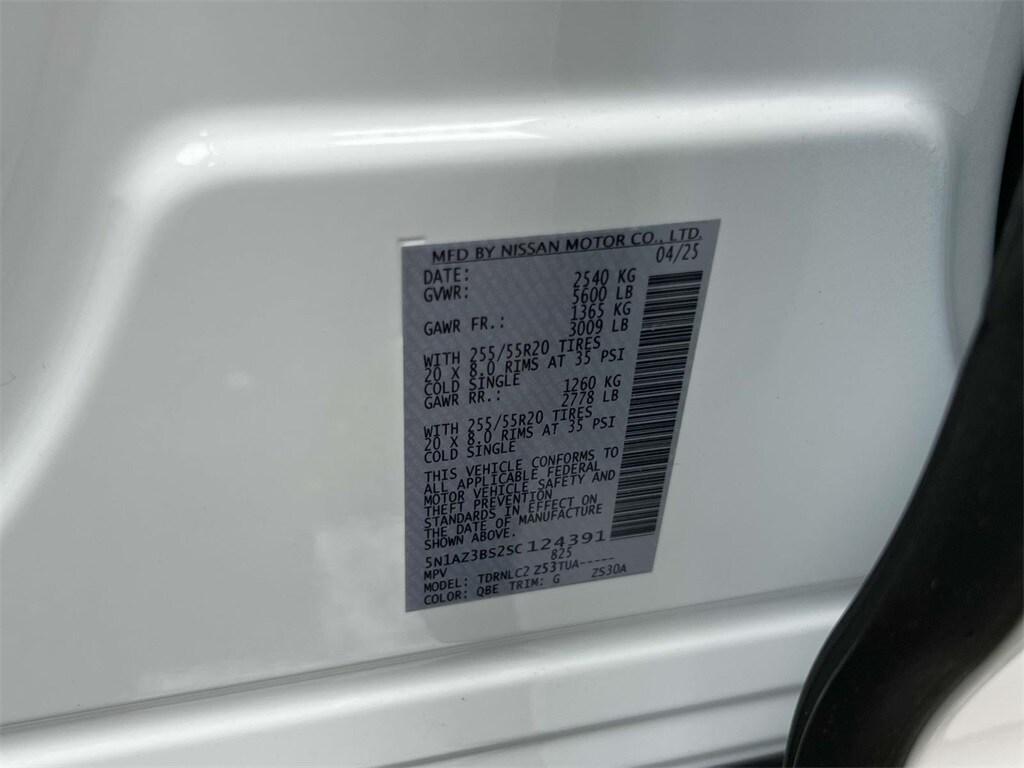 MFD BY NISSAN MOTOR CO., LTD.
DATE: 04/25
GVWR: 2540 KG
5600 LB
GAWR FR.: 1365 KG
3009 LB
WITH 255/55R20 TIRES
20 X 8.0 RIMS AT 35 PSI
COLD SINGLE
GAWR RR.: 1260 KG
2778 LB
WITH 255/55R20 TIRES
20 X 8.0 RIMS AT 35 PSI
COLD SINGLE
THIS VEHICLE CONFORMS TO
ALL APPLICABLE FEDERAL
MOTOR VEHICLE SAFETY AND
THEFT PREVENTION
STANDARDS IN EFFECT ON
THE DATE OF MANUFACTURE
SHOWN ABOVE.
5N1AZ3BS2SC124391
MPV 825
MODEL: TDRNLC2 Z53TUA-----
COLOR: QBE TRIM: G ZS30A